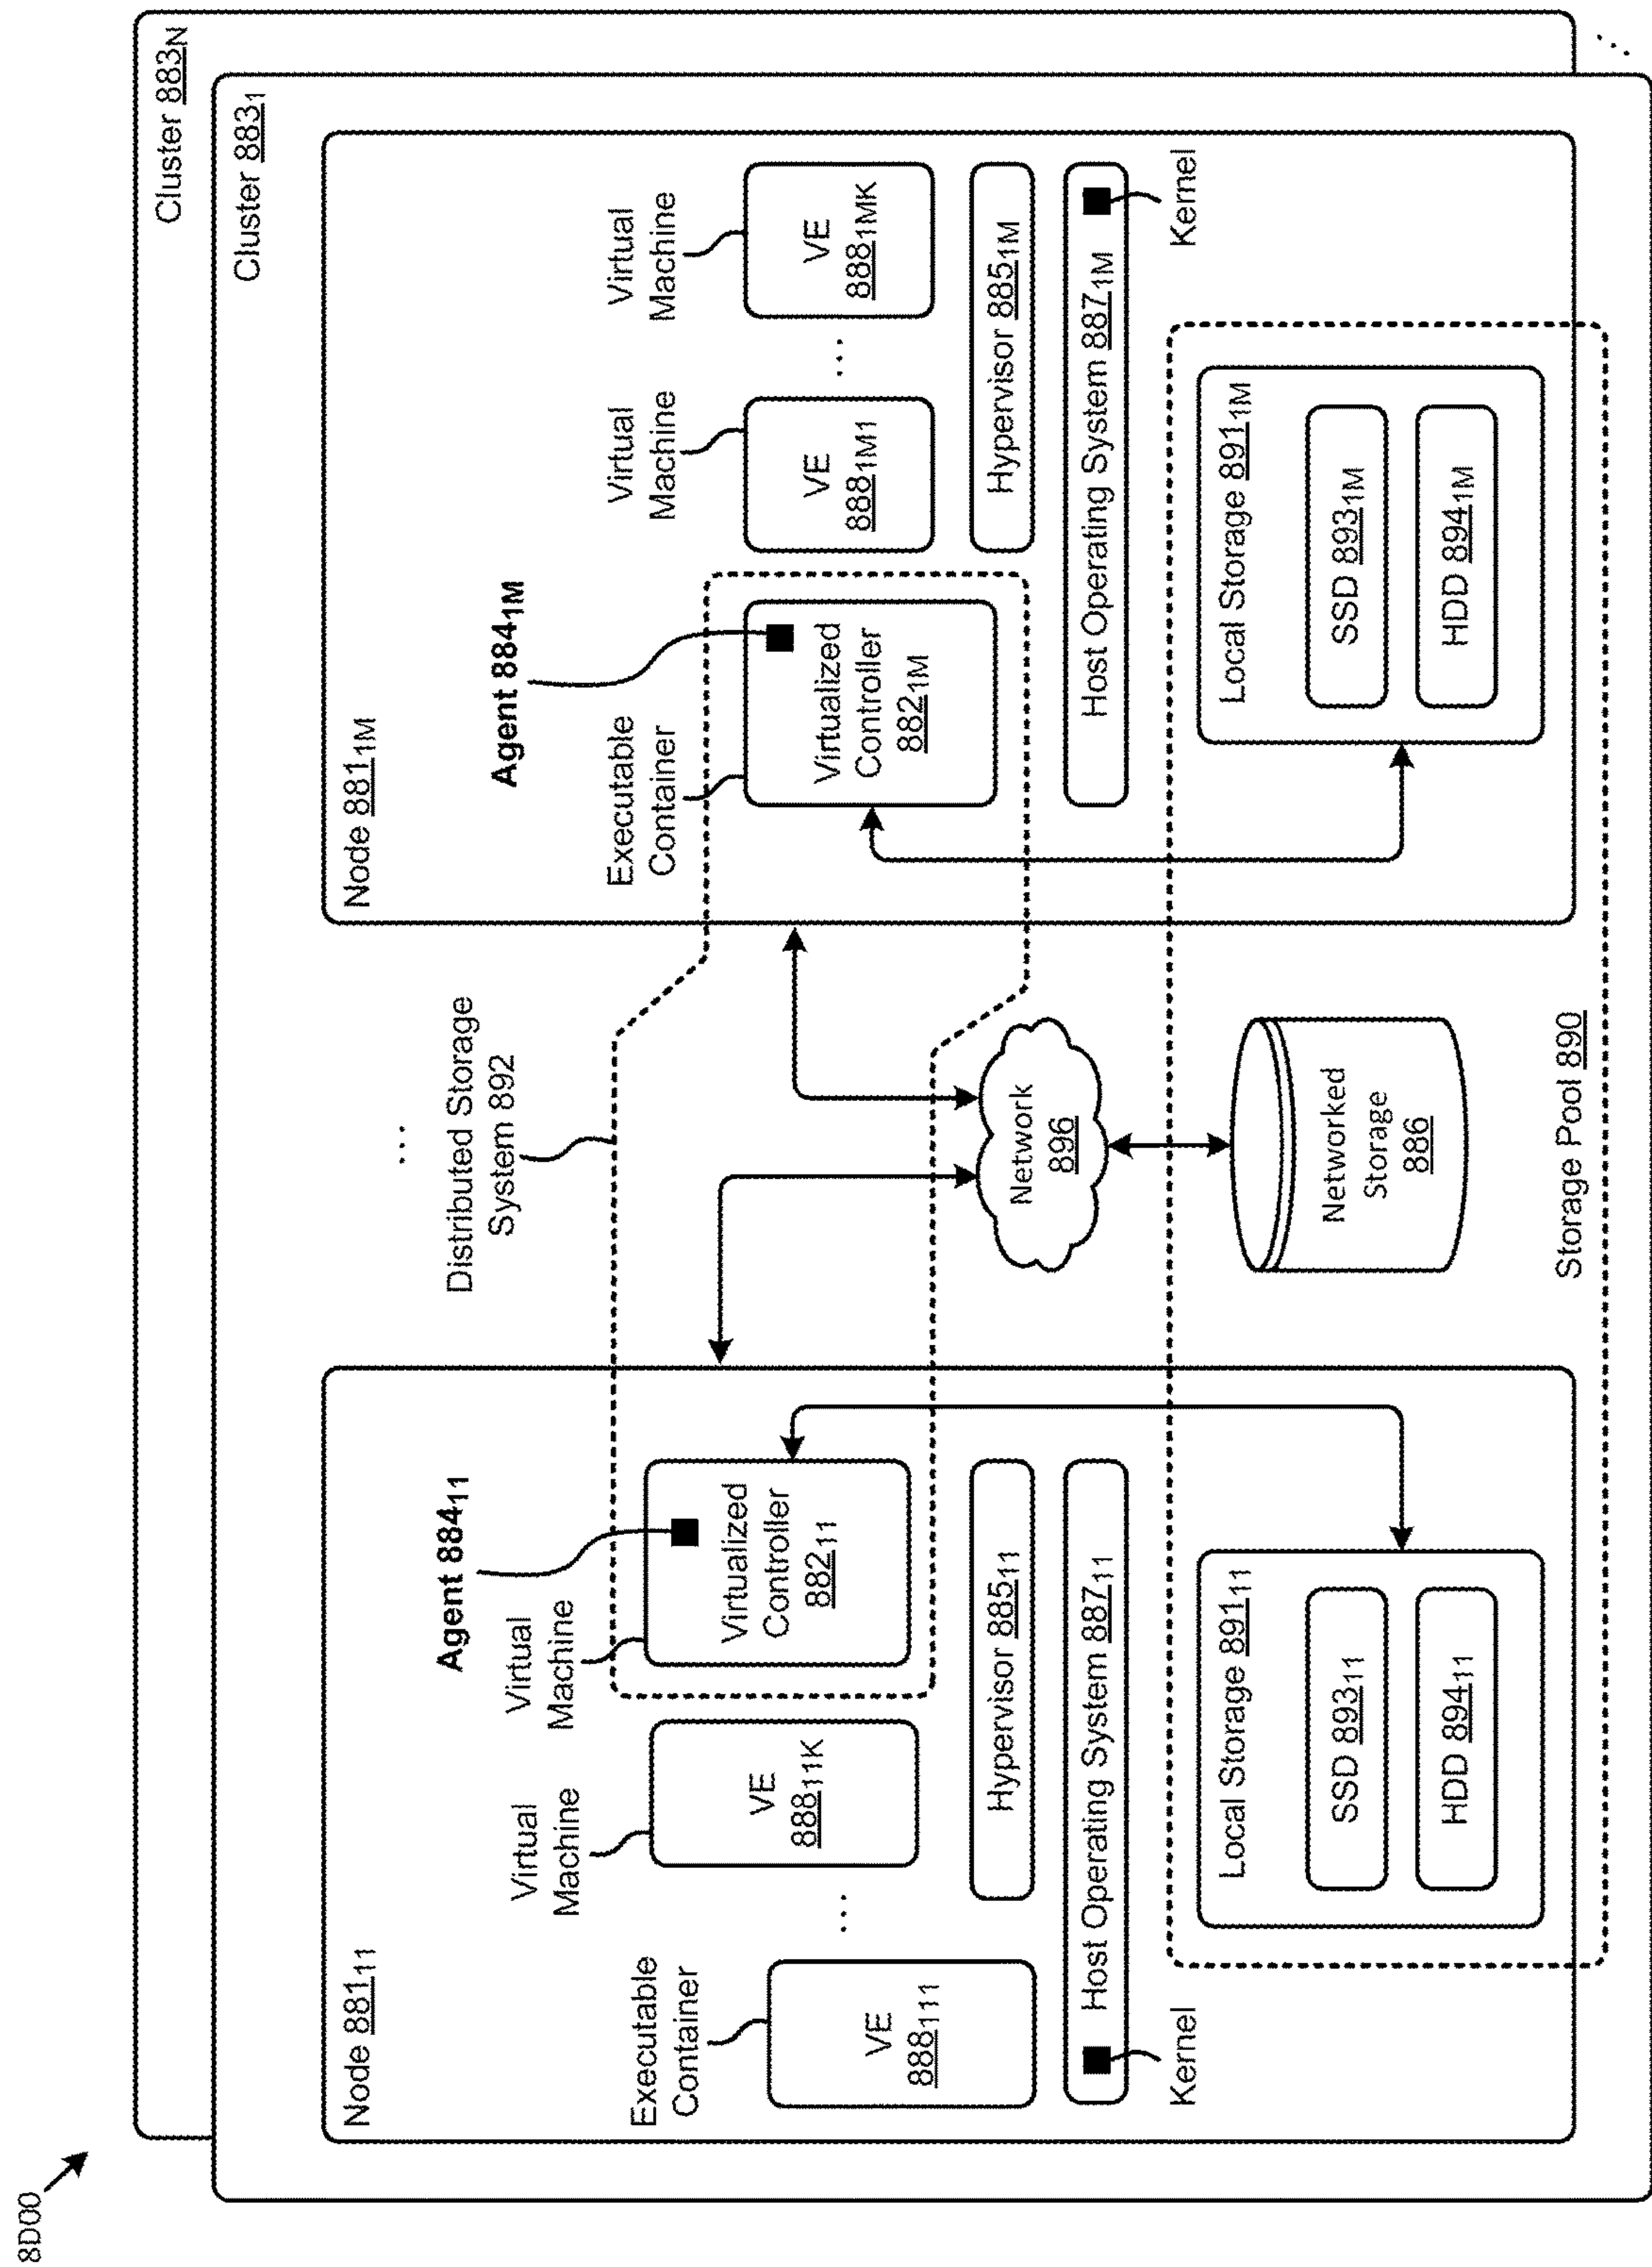 8D00
Cluster 883N
Cluster 8831
Node 88111
Agent 88411
Virtual
Machine
Virtual
Machine
Executable
Container
VE
888111
...
VE
88811K
Virtualized
Controller
88211
Hypervisor 88511
Host Operating System 88711
Kernel
Local Storage 89111
SSD 89311
HDD 89411
...
Distributed Storage
System 892
Network
896
Networked
Storage
886
Storage Pool 890
Node 8811M
Agent 8841M
Executable
Container
Virtual
Machine
Virtual
Machine
Virtualized
Controller
8821M
VE
8881M1
...
VE
8881MK
Hypervisor 8851M
Host Operating System 8871M
Kernel
Local Storage 8911M
SSD 8931M
HDD 8941M
...